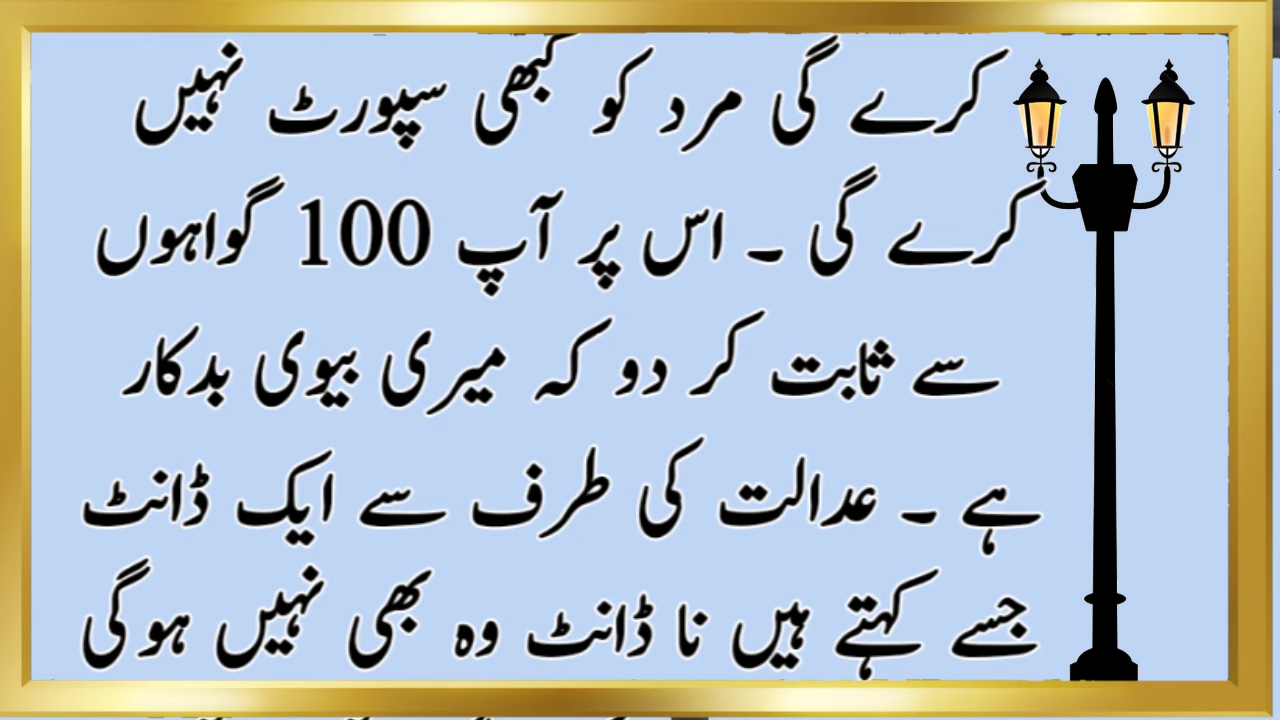 کرے گی مرد کو کبھی سپورٹ نہیں
کرے گی ۔ اس پر آپ 100 گواہوں
سے ثابت کر دو کہ میری بیوی بدکار
ہے ۔ عدالت کی طرف سے ایک ڈانٹ
جسے کہتے ہیں نا ڈانٹ وہ بھی نہیں ہوگی